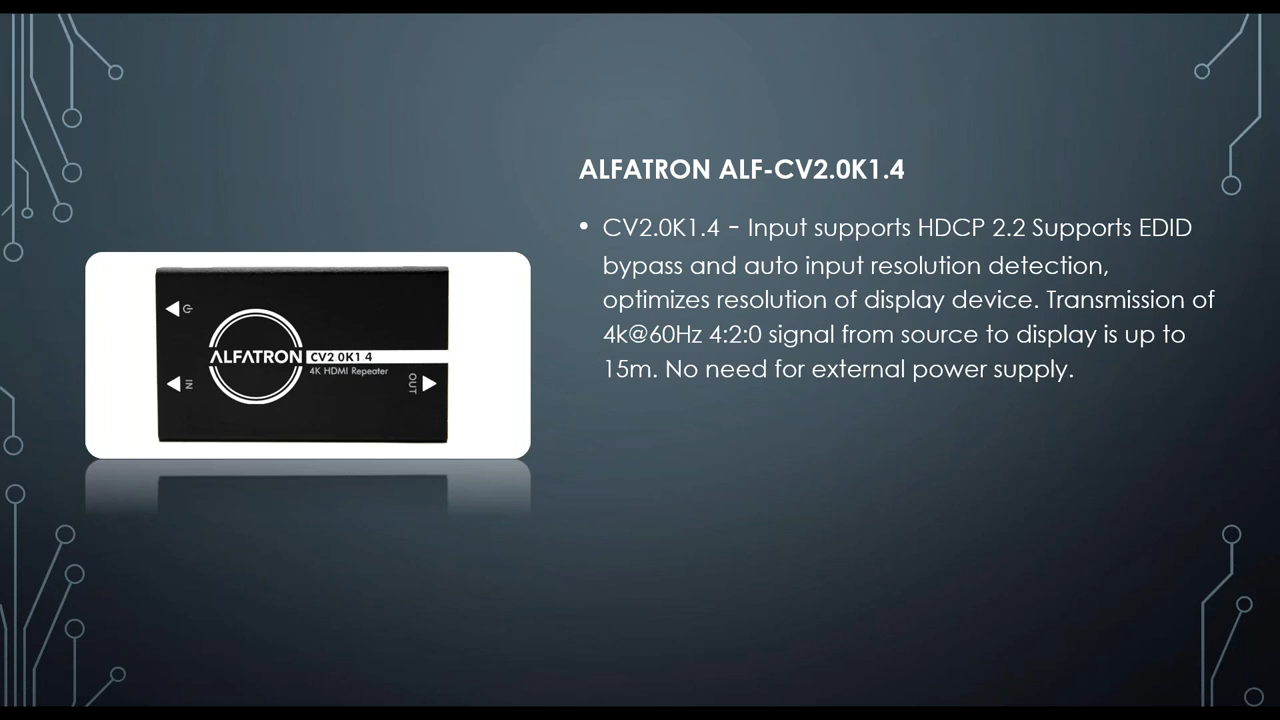 ALFATRON ALF-CV2.0K1.4
• CV2.0K1.4 - Input supports HDCP 2.2 Supports EDID
bypass and auto input resolution detection,
optimizes resolution of display device. Transmission of
4k@60Hz 4:2:0 signal from source to display is up to
15m. No need for external power supply.
ALFATRON CV2 0K1 4
4K HDMI Repeater
IN
OUT